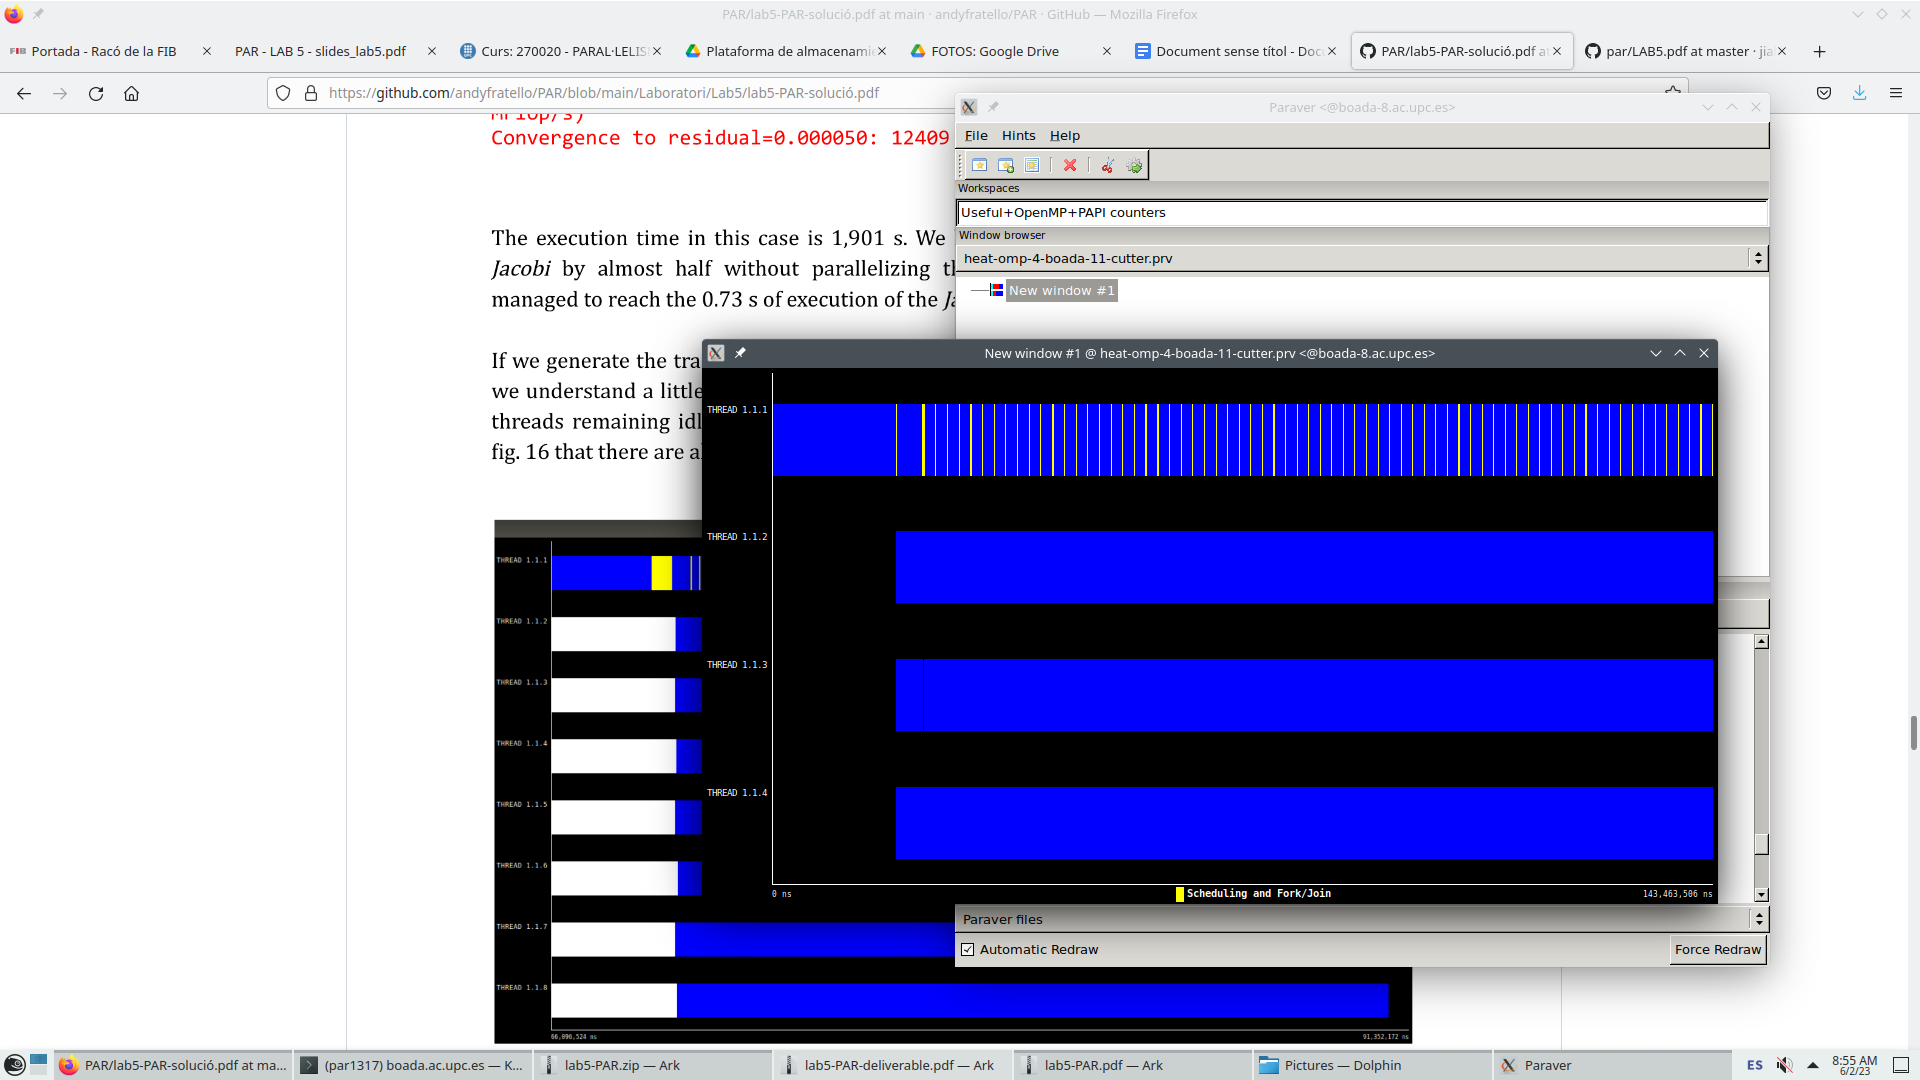 PAR/lab5-PAR-solució.pdf at main · andyfratello/PAR · GitHub — Mozilla Firefox
FIB Portada - Racó de la FIB
PAR - LAB 5 - slides_lab5.pdf
Curs: 270020 - PARAL·LELIS
Plataforma de almacenami
FOTOS: Google Drive
Document sense títol - Doc
PAR/lab5-PAR-solució.pdf at
par/LAB5.pdf at master · jia
https://github.com/andyfratello/PAR/blob/main/Laboratori/Lab5/lab5-PAR-solució.pdf
MFlop/s)
Convergence to residual=0.000050: 12409
The execution time in this case is 1,901 s. We
Jacobi by almost half without parallelizing th
managed to reach the 0.73 s of execution of the Ja
If we generate the tra
we understand a little
threads remaining idl
fig. 16 that there are a
THREAD 1.1.1
THREAD 1.1.2
THREAD 1.1.3
THREAD 1.1.4
THREAD 1.1.5
THREAD 1.1.6
THREAD 1.1.7
THREAD 1.1.8
66,096,524 ns
91,352,172 ns
Paraver <@boada-8.ac.upc.es>
File Hints Help
Workspaces
Useful+OpenMP+PAPI counters
Window browser
heat-omp-4-boada-11-cutter.prv
New window #1
New window #1 @ heat-omp-4-boada-11-cutter.prv <@boada-8.ac.upc.es>
THREAD 1.1.1
THREAD 1.1.2
THREAD 1.1.3
THREAD 1.1.4
0 ns
Scheduling and Fork/Join
143,463,506 ns
Paraver files
Automatic Redraw
Force Redraw
PAR/lab5-PAR-solució.pdf at ma...
(par1317) boada.ac.upc.es — K...
lab5-PAR.zip — Ark
lab5-PAR-deliverable.pdf — Ark
lab5-PAR.pdf — Ark
Pictures — Dolphin
Paraver
ES
8:55 AM
6/2/23